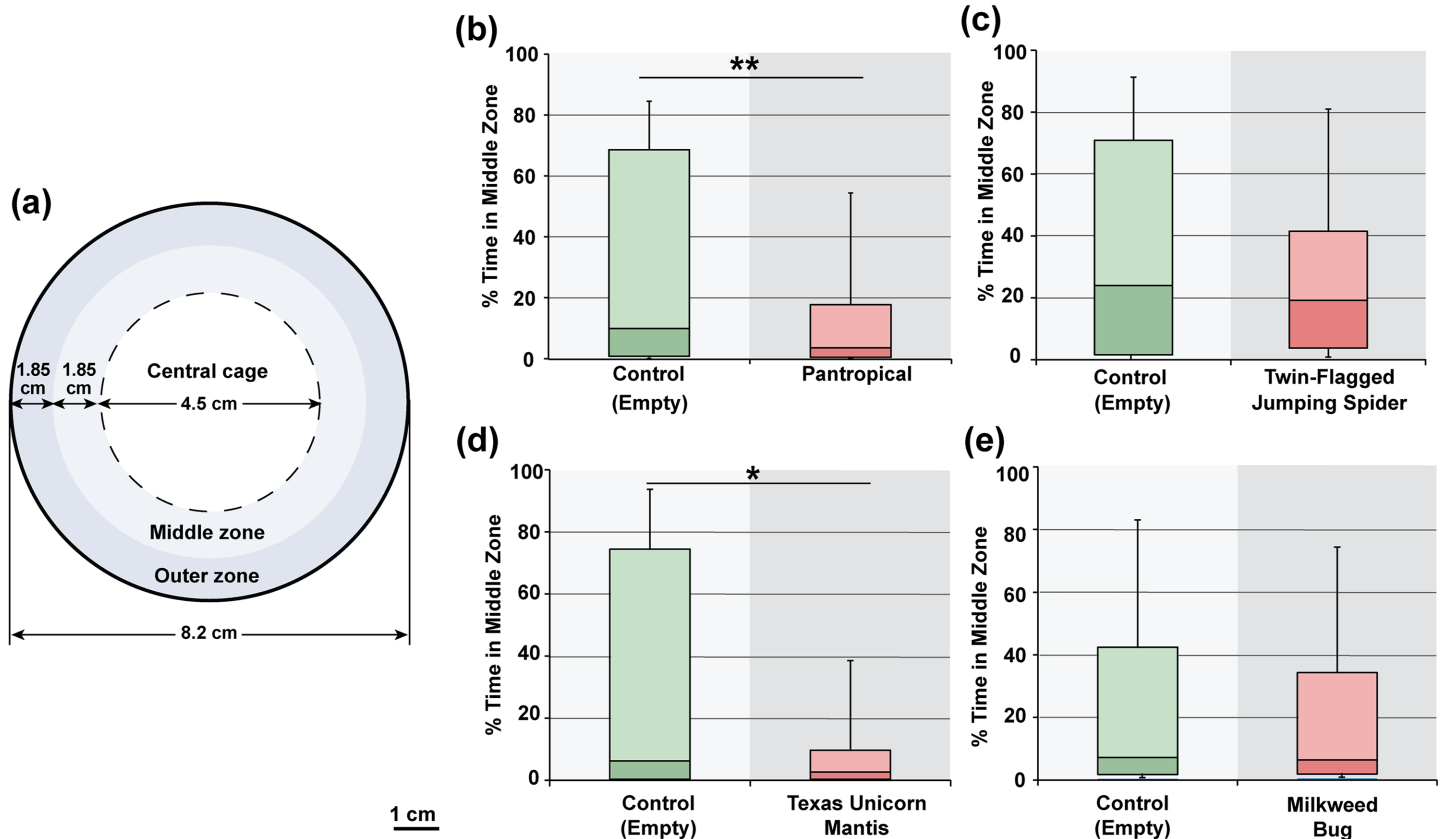 (a)
1.85
cm
1.85
cm
Central cage
4.5 cm
Middle zone
Outer zone
8.2 cm
1 cm
(b)
% Time in Middle Zone
100
80
60
40
20
0
**
Control
(Empty)
Pantropical
(c)
% Time in Middle Zone
100
80
60
40
20
0
Control
(Empty)
Twin-Flagged
Jumping Spider
(d)
% Time in Middle Zone
100
80
60
40
20
0
*
Control
(Empty)
Texas Unicorn
Mantis
(e)
% Time in Middle Zone
100
80
60
40
20
0
Control
(Empty)
Milkweed
Bug